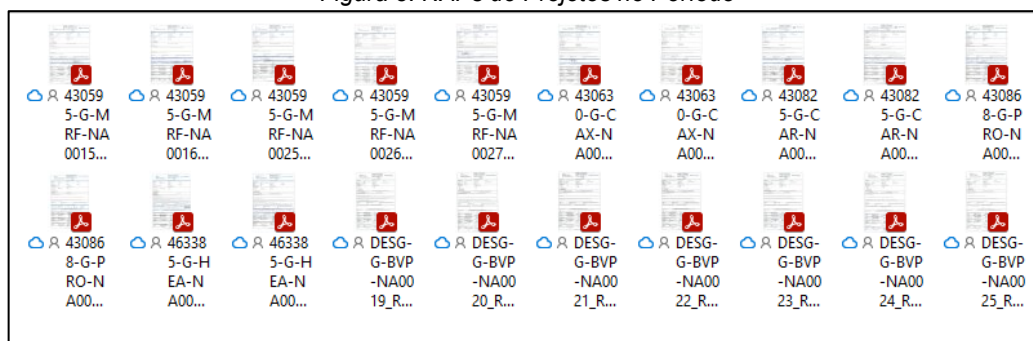 Figura Projetos no Período
43059 43059 43059 43059 43059 43063 43063 43082 43082 43086
5-G-M 5-G-M 5-G-M 5-G-M 5-G-M 0-G-C 0-G-C 5-G-C 5-G-C 8-G-P
RF-NA RF-NA RF-NA RF-NA RF-NA AX-N AX-N AR-N AR-N RO-N
0015... 0016... 0025... 0026... 0027... A00... A00... A00... A00... A00...
43086 46338 46338 DESG- DESG- DESG- DESG- DESG- DESG- DESG-
8-G-P 5-G-H 5-G-H G-BVP G-BVP G-BVP G-BVP G-BVP G-BVP G-BVP
RO-N EA-N EA-N -NA00 -NA00 -NA00 -NA00 -NA00 -NA00 -NA00
A00... A00... A00... 19_R... 20_R... 21_R... 22_R... 23_R... 24_R... 25_R...